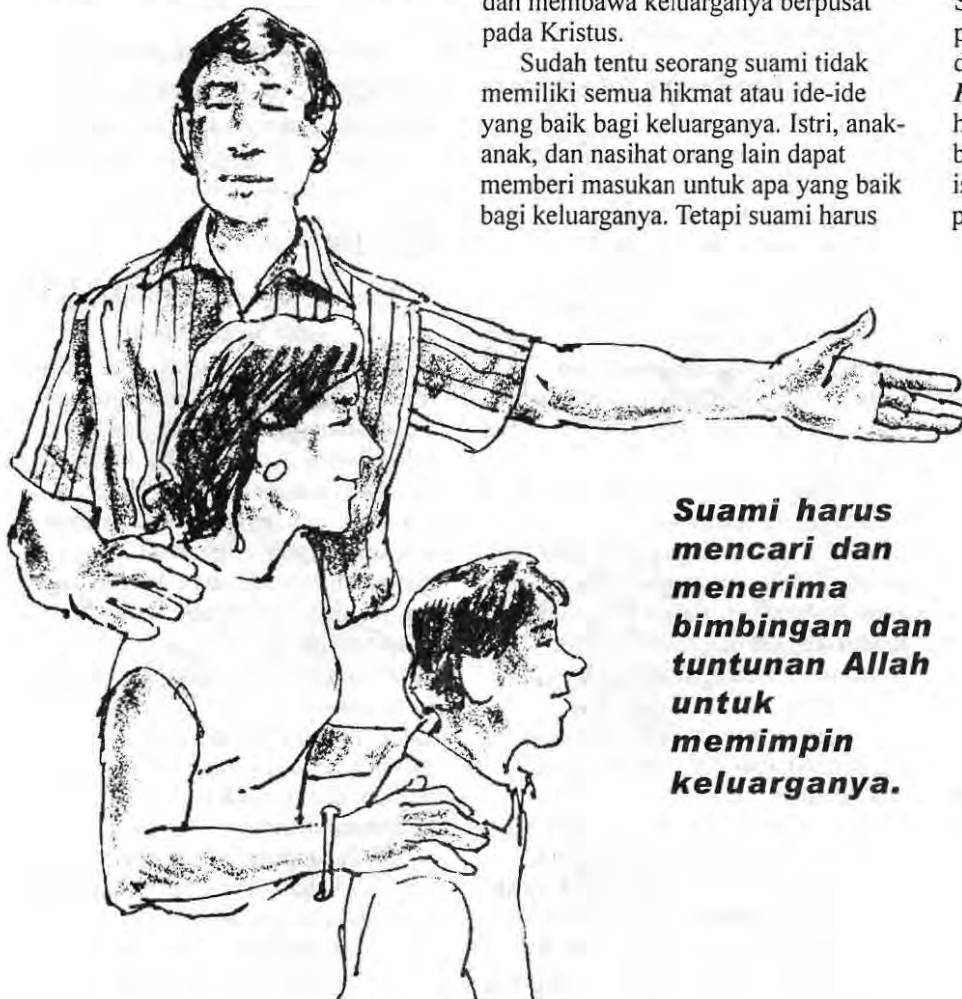 dan membawa keluarganya berpusat
pada Kristus.
Sudah tentu seorang suami tidak
memiliki semua hikmat atau ide-ide
yang baik bagi keluarganya. Istri, anak-
anak, dan nasihat orang lain dapat
memberi masukan untuk apa yang baik
bagi keluarganya. Tetapi suami harus
Suami harus
mencari dan
menerima
bimbingan dan
tuntunan Allah
untuk
memimpin
keluarganya.